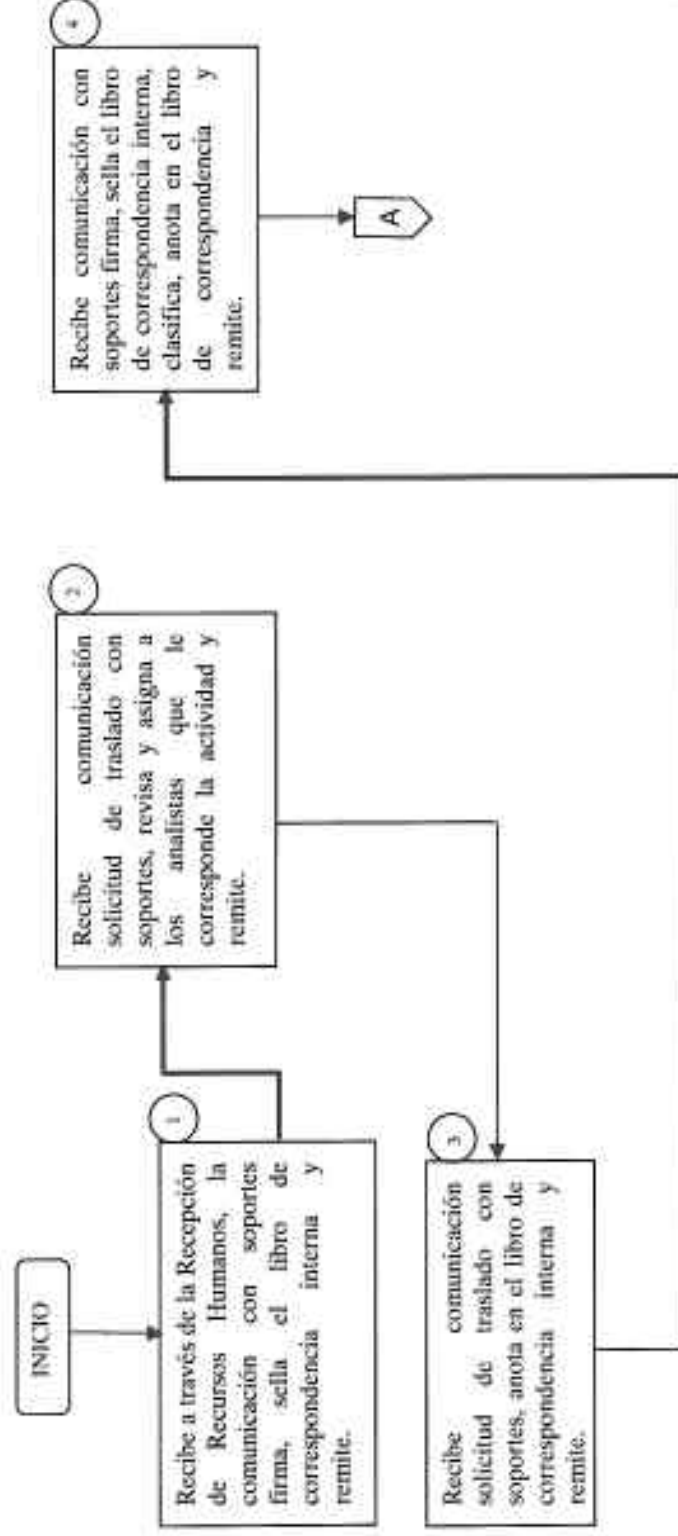 INICIO
1
Recibe a través de la Recepción
de Recursos Humanos, la
comunicación con soportes
firma, sella el libro de
correspondencia interna y
remite.
2
Recibe comunicación
solicitud de traslado con
soportes, revisa y asigna a
los analistas que le
corresponde la actividad y
remite.
3
Recibe comunicación
solicitud de traslado con
soportes, anota en el libro de
correspondencia interna y
remite.
4
Recibe comunicación con
soportes firma, sella el libro
de correspondencia interna,
clasifica, anota en el libro
de correspondencia y
remite.
A